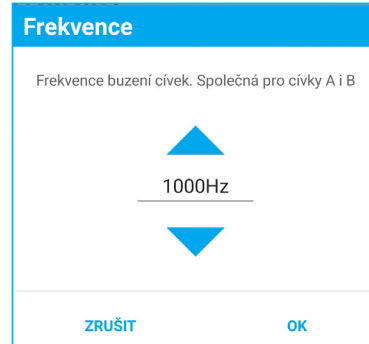 Frekvence
Frekvence buzení cívek. Společná pro cívky A i B
1000Hz
ZRUŠIT
OK